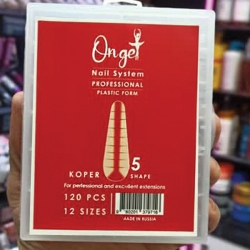 Onget
Nail System
PROFESSIONAL
PLASTIC FORM
KOPER 5
SHAPE
For perfessional and excellent extensions
120 PCS
12 SIZES
MADE IN RUSSIA